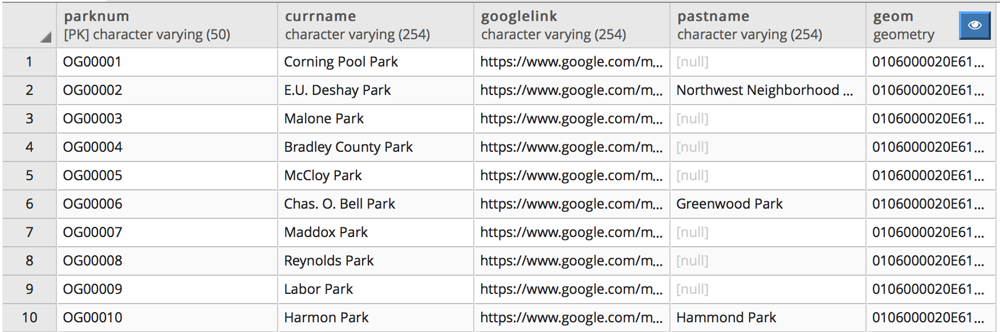 parknum currname googlelink pastname geom
[PK] character varying (50) character varying (254) character varying (254) character varying (254) geometry
1 OG00001 Corning Pool Park https://www.google.com/m... [null] 0106000020E61...
2 OG00002 E.U. Deshay Park https://www.google.com/m... Northwest Neighborhood ... 0106000020E61...
3 OG00003 Malone Park https://www.google.com/m... [null] 0106000020E61...
4 OG00004 Bradley County Park https://www.google.com/m... [null] 0106000020E61...
5 OG00005 McCloy Park https://www.google.com/m... [null] 0106000020E61...
6 OG00006 Chas. O. Bell Park https://www.google.com/m... Greenwood Park 0106000020E61...
7 OG00007 Maddox Park https://www.google.com/m... [null] 0106000020E61...
8 OG00008 Reynolds Park https://www.google.com/m... [null] 0106000020E61...
9 OG00009 Labor Park https://www.google.com/m... [null] 0106000020E61...
10 OG00010 Harmon Park https://www.google.com/m... Hammond Park 0106000020E61...